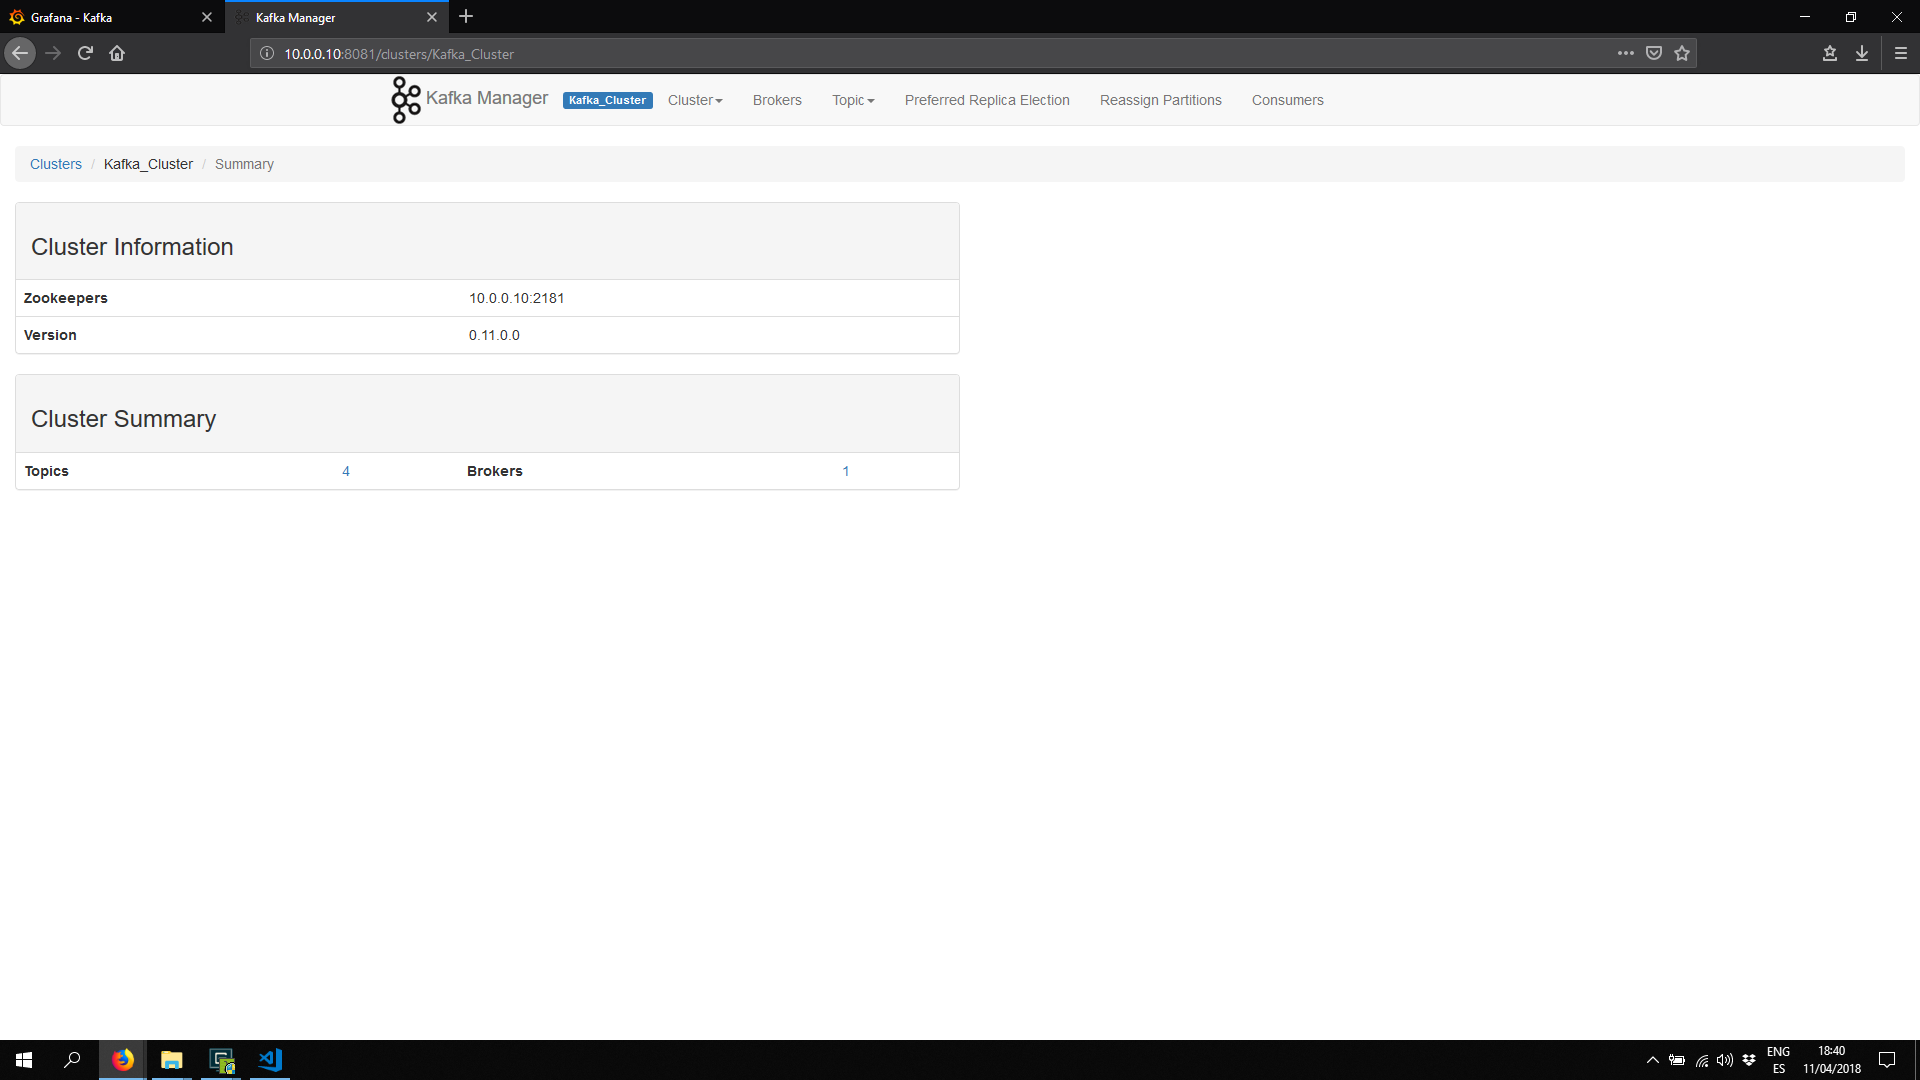 Grafana - Kafka
Kafka Manager
10.0.0.10:8081/clusters/Kafka_Cluster
Kafka Manager Kafka_Cluster Cluster Brokers Topic Preferred Replica Election Reassign Partitions Consumers
Clusters / Kafka_Cluster / Summary
Cluster Information
Zookeepers 10.0.0.10:2181
Version 0.11.0.0
Cluster Summary
Topics 4 Brokers 1
ENG 18:40
ES 11/04/2018